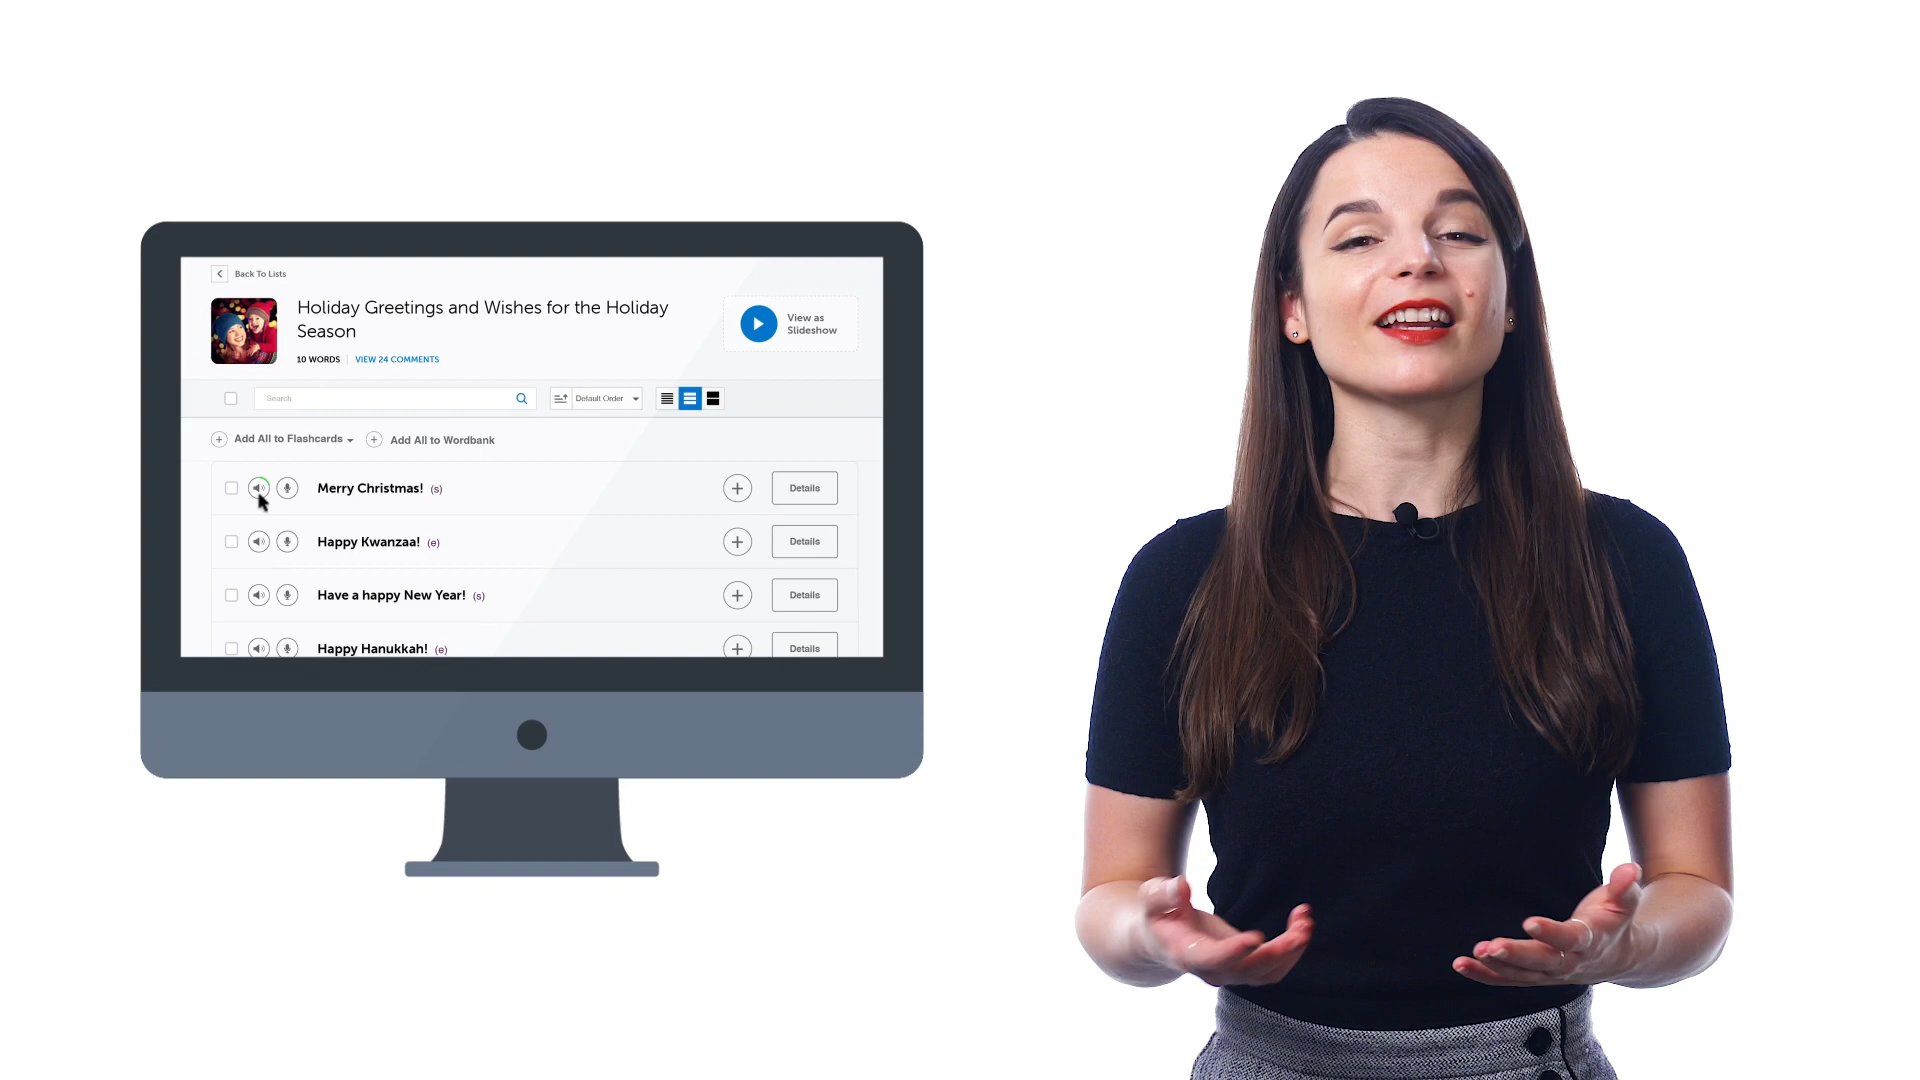 Back To Lists
Holiday Greetings and Wishes for the Holiday
Season
View as
Slideshow
10 WORDS VIEW 24 COMMENTS
Search
Default Order
Add All to Flashcards
Add All to Wordbank
Merry Christmas! (s)
Details
Happy Kwanzaa! (e)
Details
Have a happy New Year! (s)
Details
Happy Hanukkah! (e)
Details